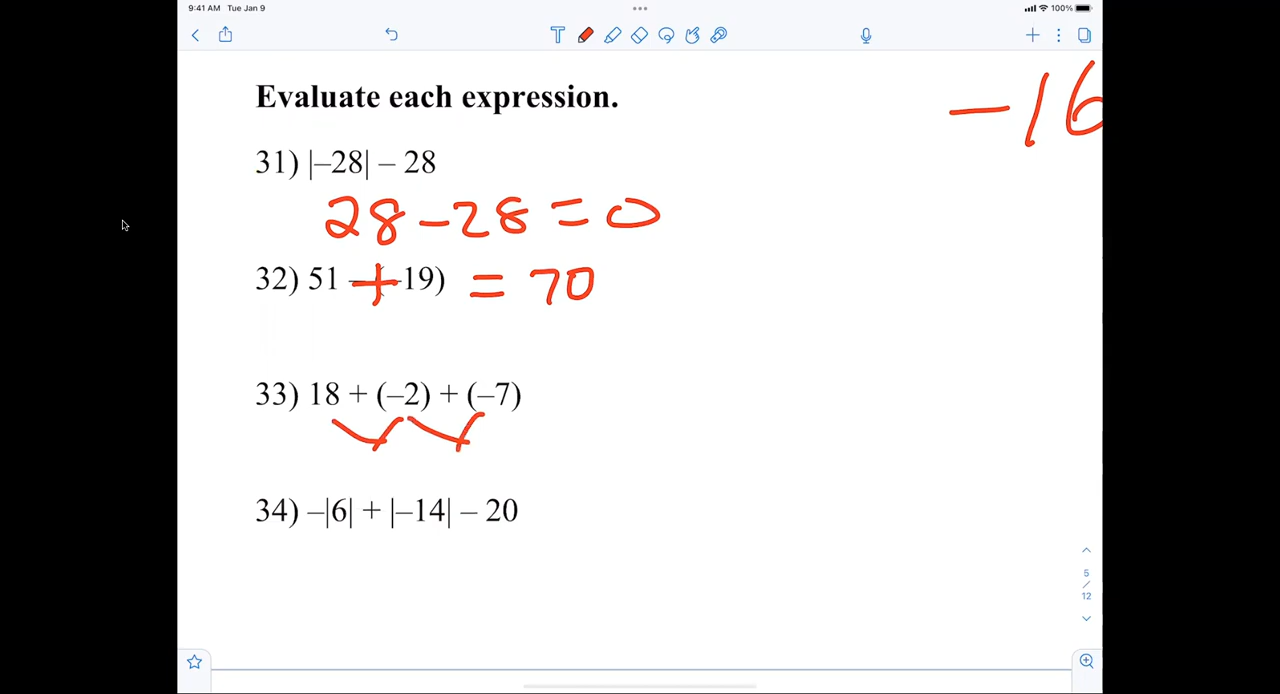 9:41 AM Tue Jan 9
100%
T
Evaluate each expression.
-16
31) |–28| – 28
28 - 28 = 0
32) 51 + 19) = 70
33) 18 + (–2) + (–7)
34) –|6| + |–14| – 20
5
/
12